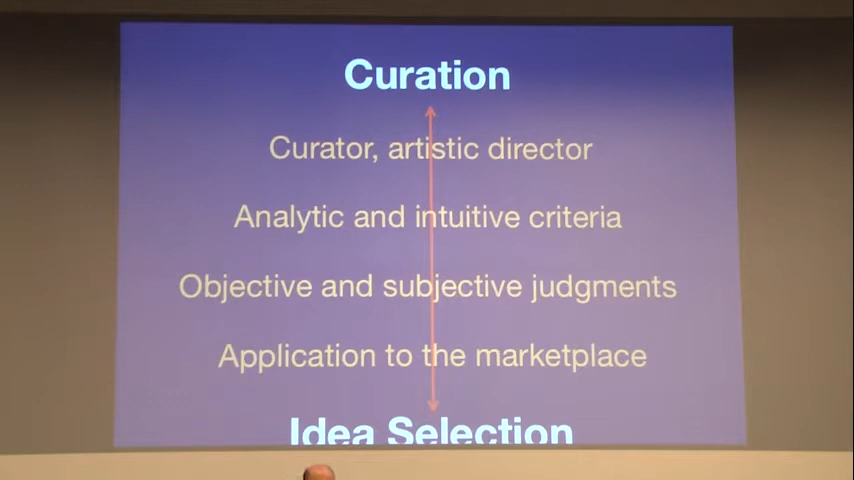 Curation
Curator, artistic director
Analytic and intuitive criteria
Objective and subjective judgments
Application to the marketplace
Idea Selection